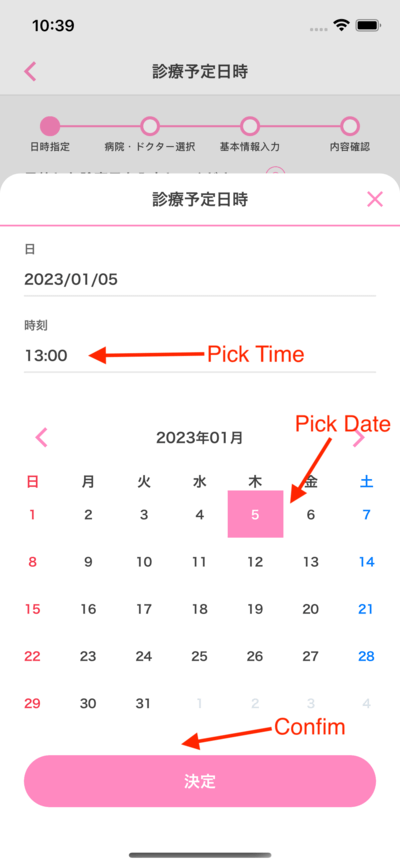 10:39
診療予定日時
日時指定 病院・ドクター選択 基本情報入力 内容確認
診療予定日時
日
2023/01/05
時刻
13:00
Pick Time
Pick Date
2023年01月
日 月 火 水 木 金 土
1 2 3 4 5 6 7
8 9 10 11 12 13 14
15 16 17 18 19 20 21
22 23 24 25 26 27 28
29 30 31 1 2 3 4
Confim
決定